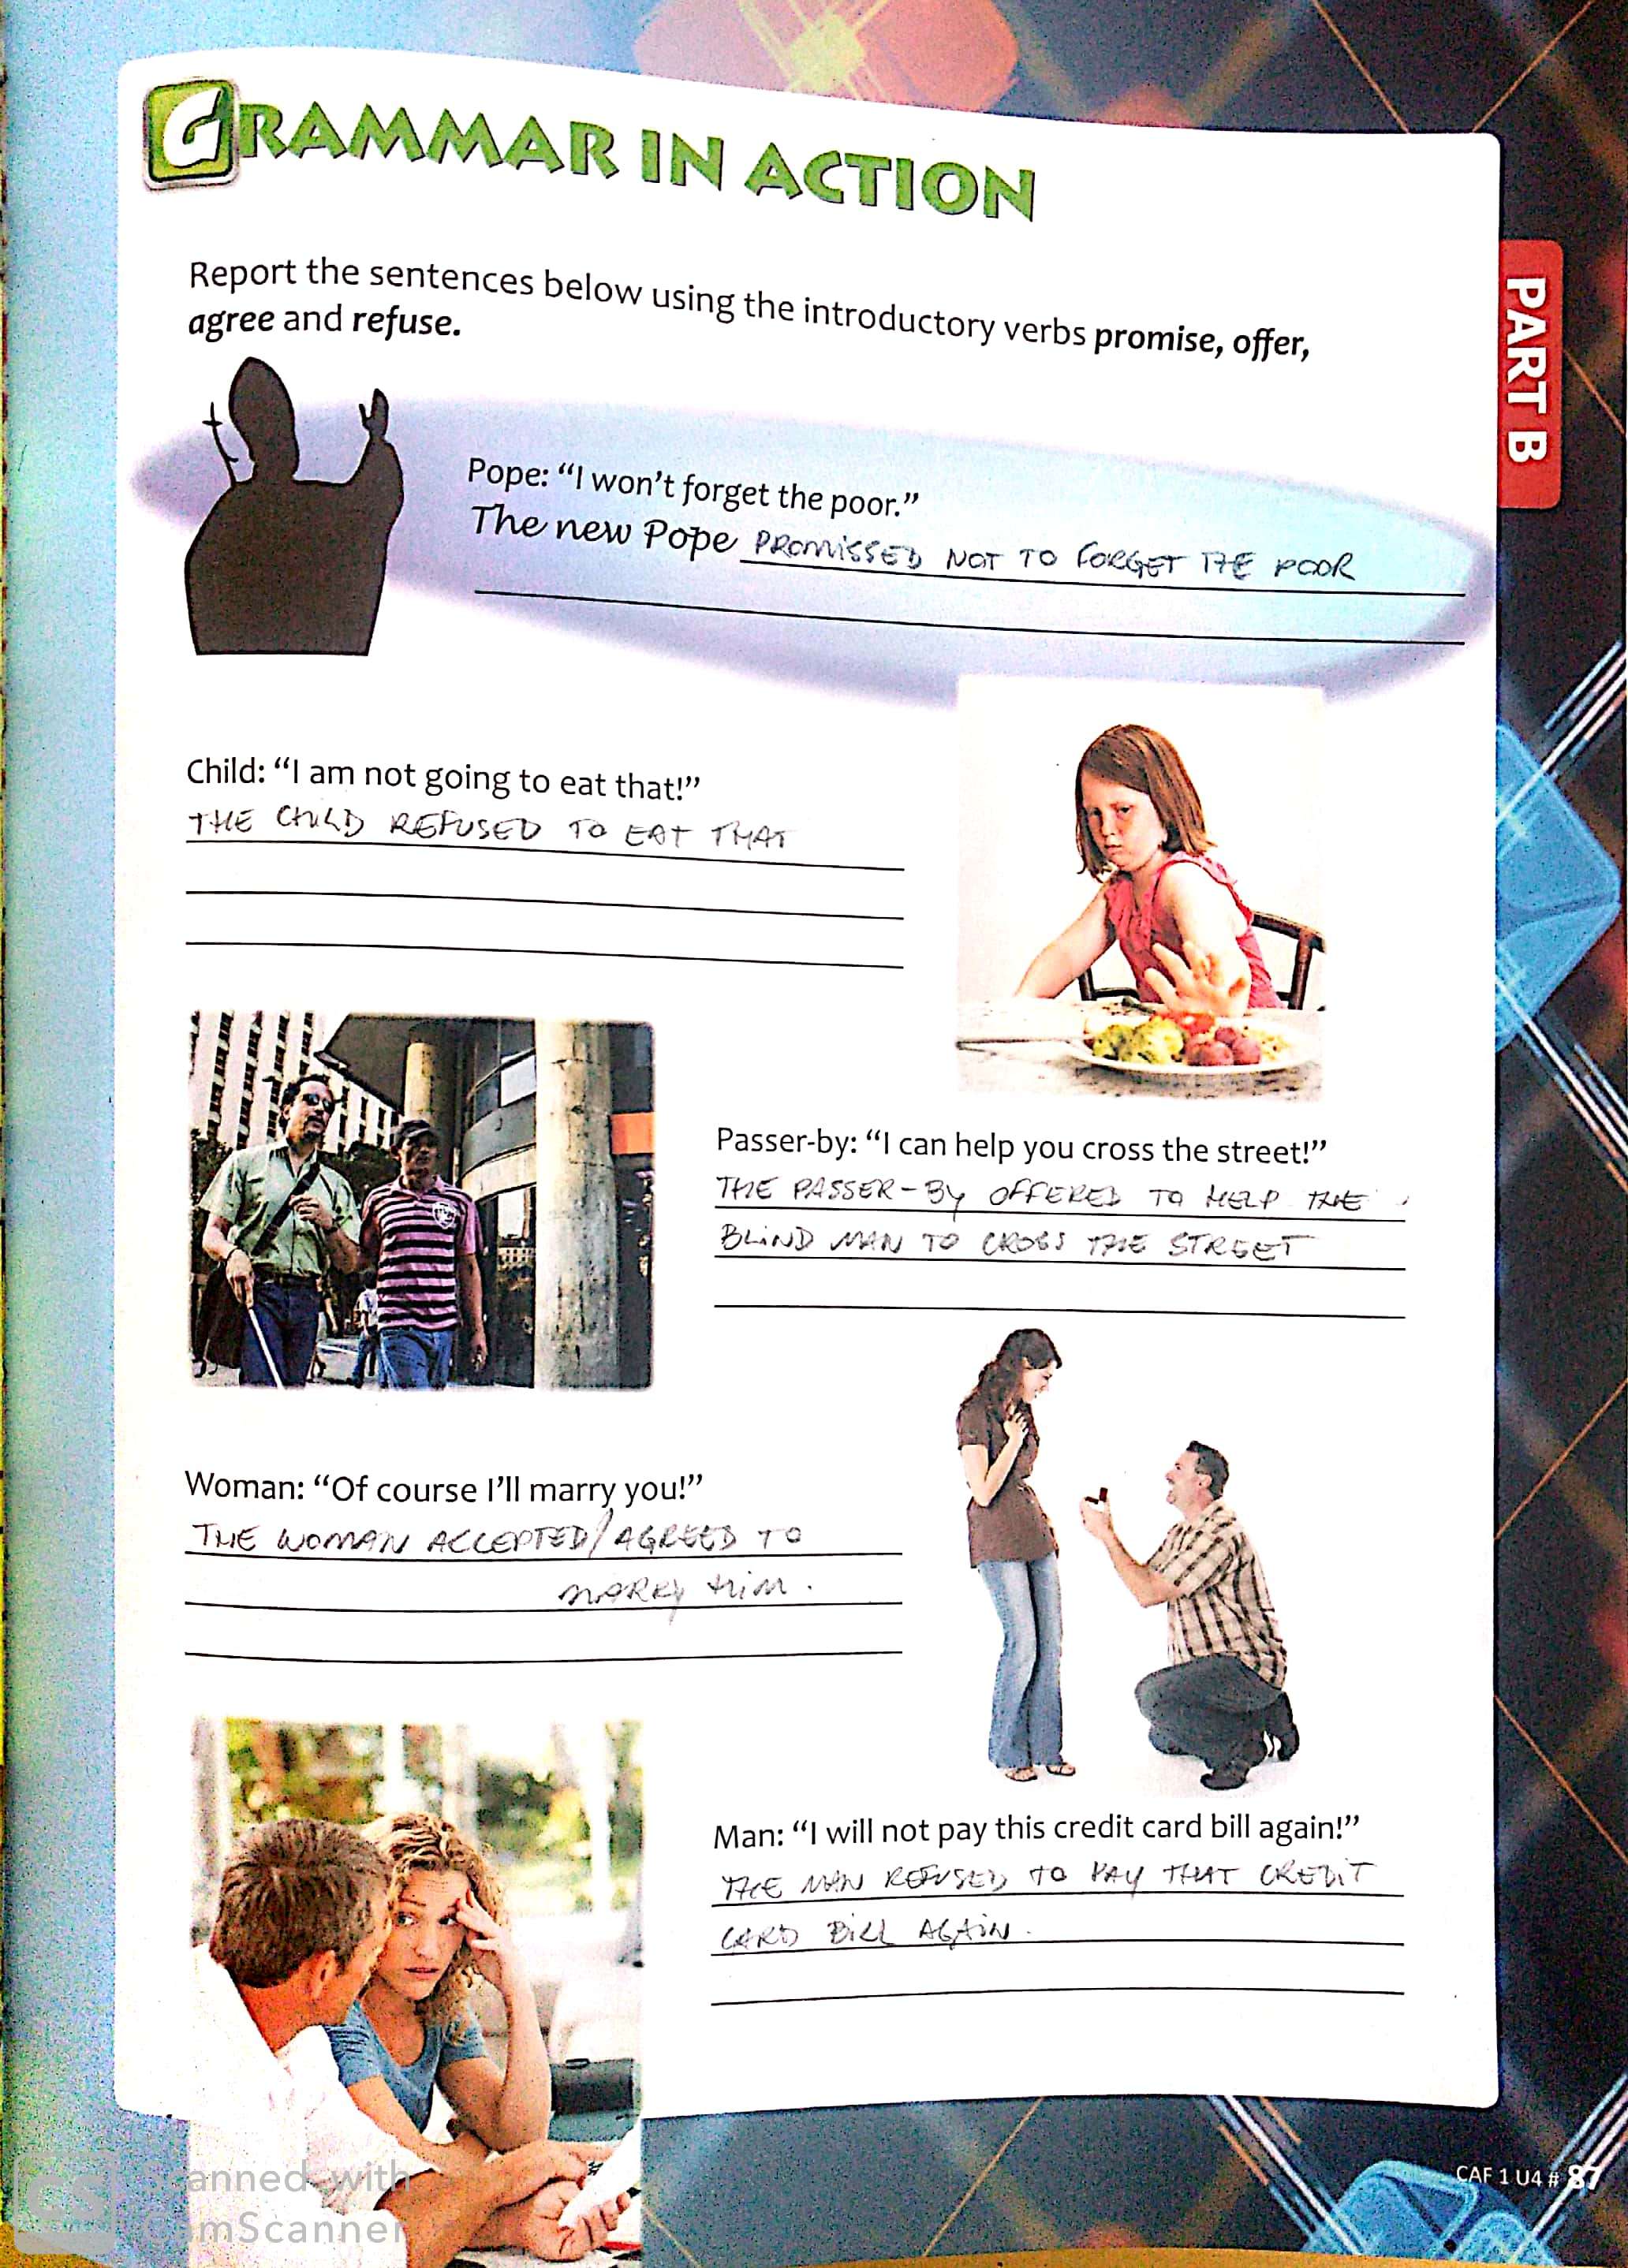 GRAMMAR IN ACTION
Report the sentences below using the introductory verbs promise, offer,
agree and refuse.
PART B
Pope: “I won’t forget the poor.”
The new Pope PROMISSED NOT TO FORGET THE POOR
Child: “I am not going to eat that!”
THE CHILD REFUSED TO EAT THAT
Passer-by: “I can help you cross the street!”
THE PASSER-BY OFFERED TO HELP THE
BLIND MAN TO CROSS THE STREET
Woman: “Of course I’ll marry you!”
THE WOMAN ACCEPTED/AGREED TO
MARRY HIM.
Man: “I will not pay this credit card bill again!”
THE MAN REFUSED TO PAY THAT CREDIT
CARD BILL AGAIN.
CAF 1 U4 # 87
CS
anned with
mScanner